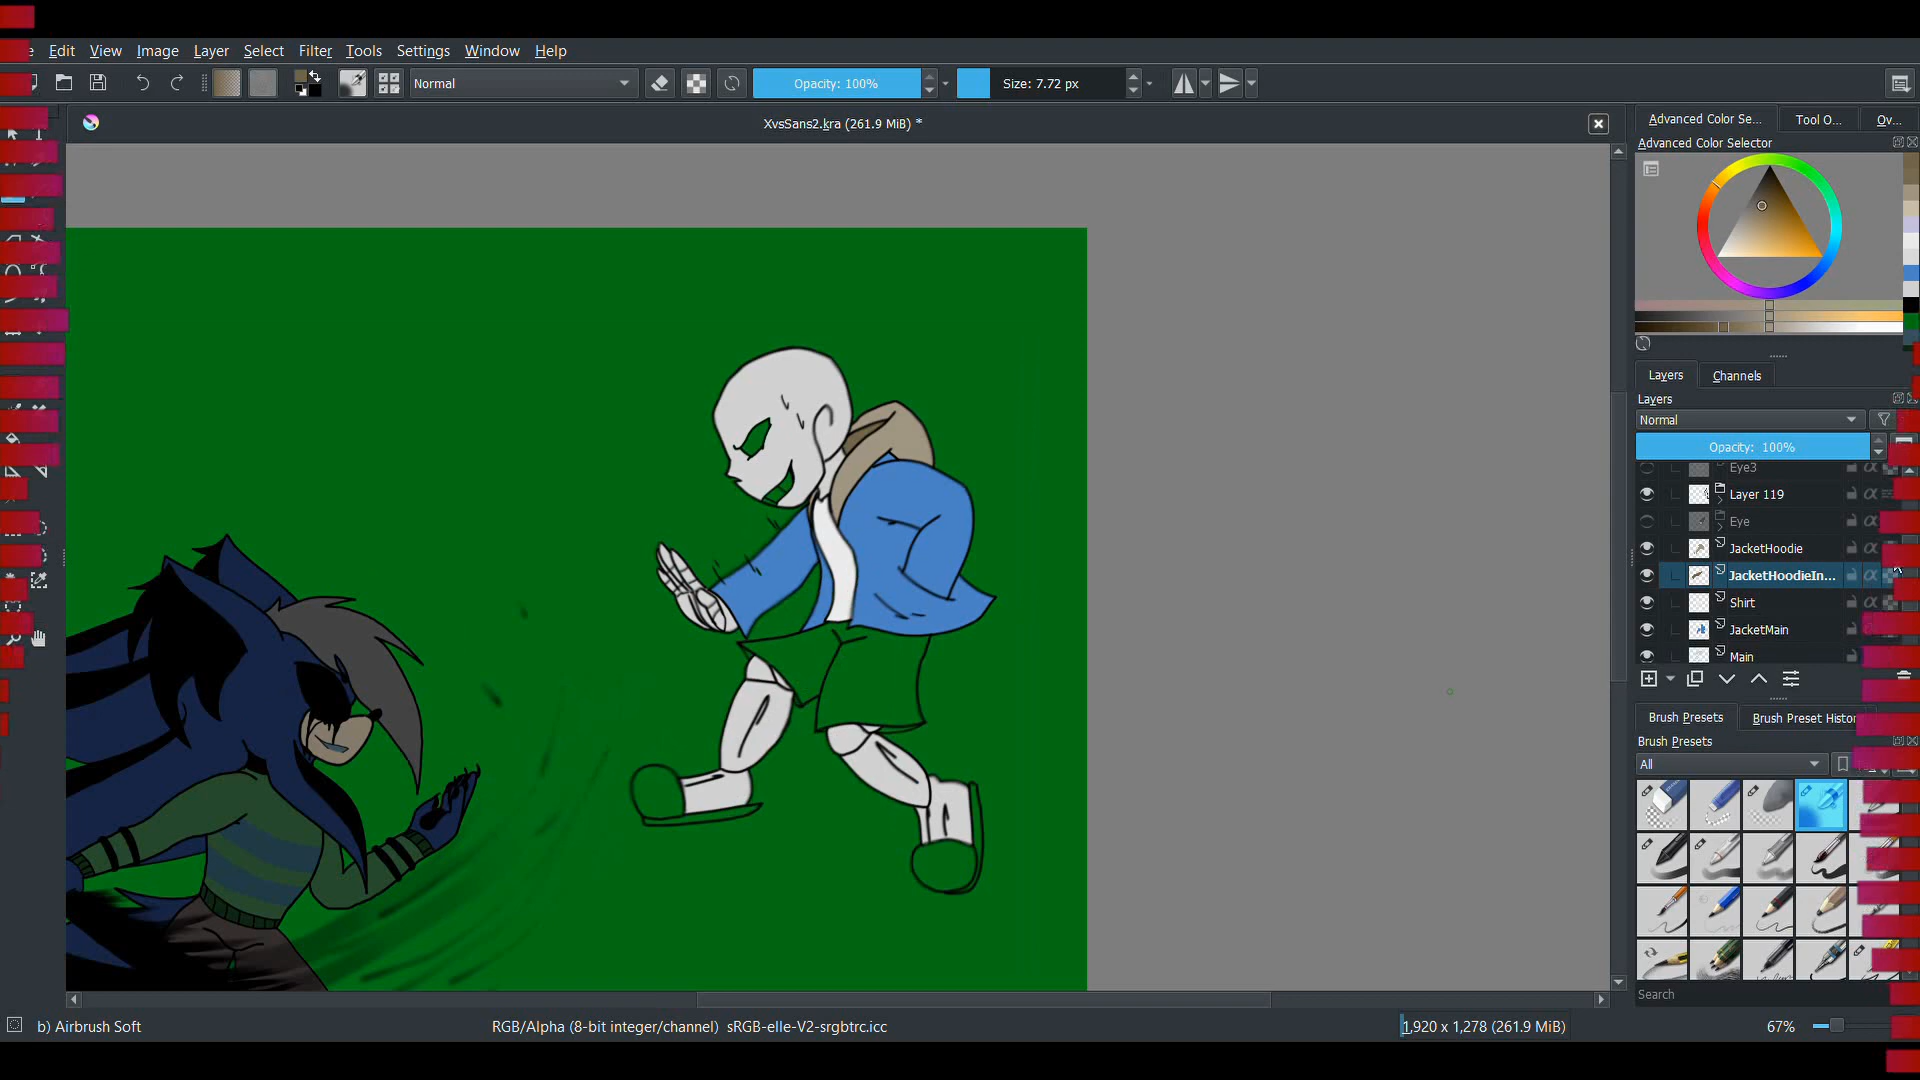 e Edit View Image Layer Select Filter Tools Settings Window Help
Normal Opacity: 100% Size: 7.72 px
XvsSans2.kra (261.9 MiB) *
Advanced Color Se... Tool O... Ov...
Advanced Color Selector
Layers Channels
Layers
Normal
Opacity: 100%
Eye3
Layer 119
Eye
JacketHoodie
JacketHoodieIn...
Shirt
JacketMain
Main
Brush Presets Brush Preset Histor
Brush Presets
All
Search
b) Airbrush Soft RGB/Alpha (8-bit integer/channel) sRGB-elle-V2-srgbtrc.icc 1,920 x 1,278 (261.9 MiB) 67%